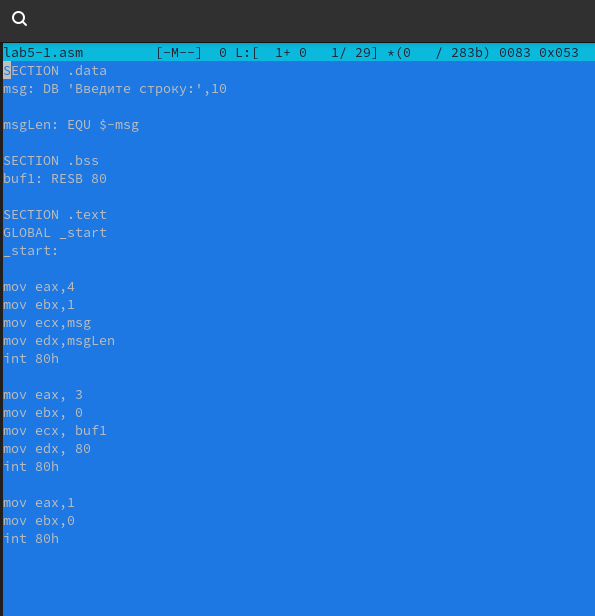 lab5-1.asm [-M--] 0 L:[ 1+ 0 1/ 29] *(0 / 283b) 0083 0x053
SECTION .data
msg: DB 'Введите строку:',10
msgLen: EQU $-msg
SECTION .bss
buf1: RESB 80
SECTION .text
GLOBAL _start
_start:
mov eax,4
mov ebx,1
mov ecx,msg
mov edx,msgLen
int 80h
mov eax, 3
mov ebx, 0
mov ecx, buf1
mov edx, 80
int 80h
mov eax,1
mov ebx,0
int 80h